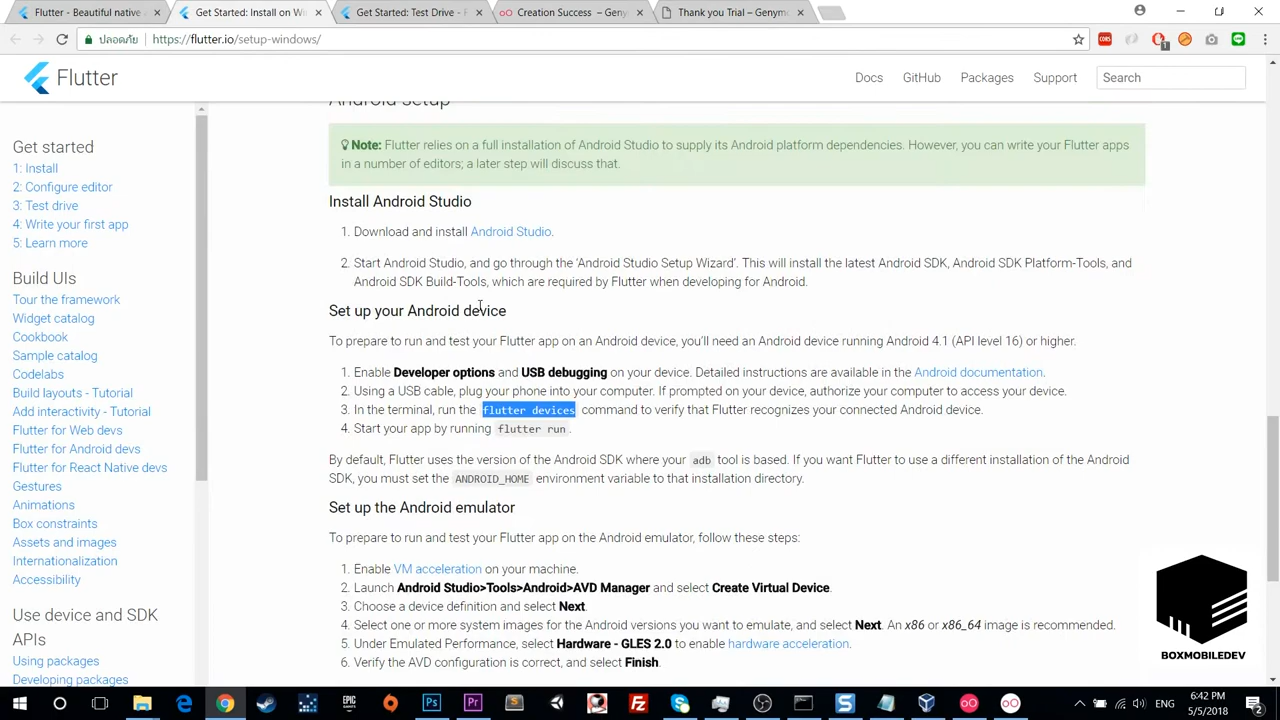 Flutter - Beautiful native a
Get Started: Install on Wi
Get Started: Test Drive - F
Creation Success – Geny
Thank you Trial – Genymo
ปลอดภัย
https://flutter.io/setup-windows/
CORS
1
Flutter
Docs
GitHub
Packages
Support
Search
Get started
1: Install
2: Configure editor
3: Test drive
4: Write your first app
5: Learn more
Build UIs
Tour the framework
Widget catalog
Cookbook
Sample catalog
Codelabs
Build layouts - Tutorial
Add interactivity - Tutorial
Flutter for Web devs
Flutter for Android devs
Flutter for React Native devs
Gestures
Animations
Box constraints
Assets and images
Internationalization
Accessibility
Use device and SDK
APIs
Using packages
Developing packages
Android setup
Note: Flutter relies on a full installation of Android Studio to supply its Android platform dependencies. However, you can write your Flutter apps
in a number of editors; a later step will discuss that.
Install Android Studio
1. Download and install Android Studio.
2. Start Android Studio, and go through the ‘Android Studio Setup Wizard’. This will install the latest Android SDK, Android SDK Platform-Tools, and
Android SDK Build-Tools, which are required by Flutter when developing for Android.
Set up your Android device
To prepare to run and test your Flutter app on an Android device, you’ll need an Android device running Android 4.1 (API level 16) or higher.
1. Enable Developer options and USB debugging on your device. Detailed instructions are available in the Android documentation.
2. Using a USB cable, plug your phone into your computer. If prompted on your device, authorize your computer to access your device.
3. In the terminal, run the flutter devices command to verify that Flutter recognizes your connected Android device.
4. Start your app by running flutter run.
By default, Flutter uses the version of the Android SDK where your adb tool is based. If you want Flutter to use a different installation of the Android
SDK, you must set the ANDROID_HOME environment variable to that installation directory.
Set up the Android emulator
To prepare to run and test your Flutter app on the Android emulator, follow these steps:
1. Enable VM acceleration on your machine.
2. Launch Android Studio>Tools>Android>AVD Manager and select Create Virtual Device.
3. Choose a device definition and select Next.
4. Select one or more system images for the Android versions you want to emulate, and select Next. An x86 or x86_64 image is recommended.
5. Under Emulated Performance, select Hardware - GLES 2.0 to enable hardware acceleration.
6. Verify the AVD configuration is correct, and select Finish.
BOXMOBILEDEV
EPIC
GAMES
Ps
Pr
6:42 PM
5/5/2018
2